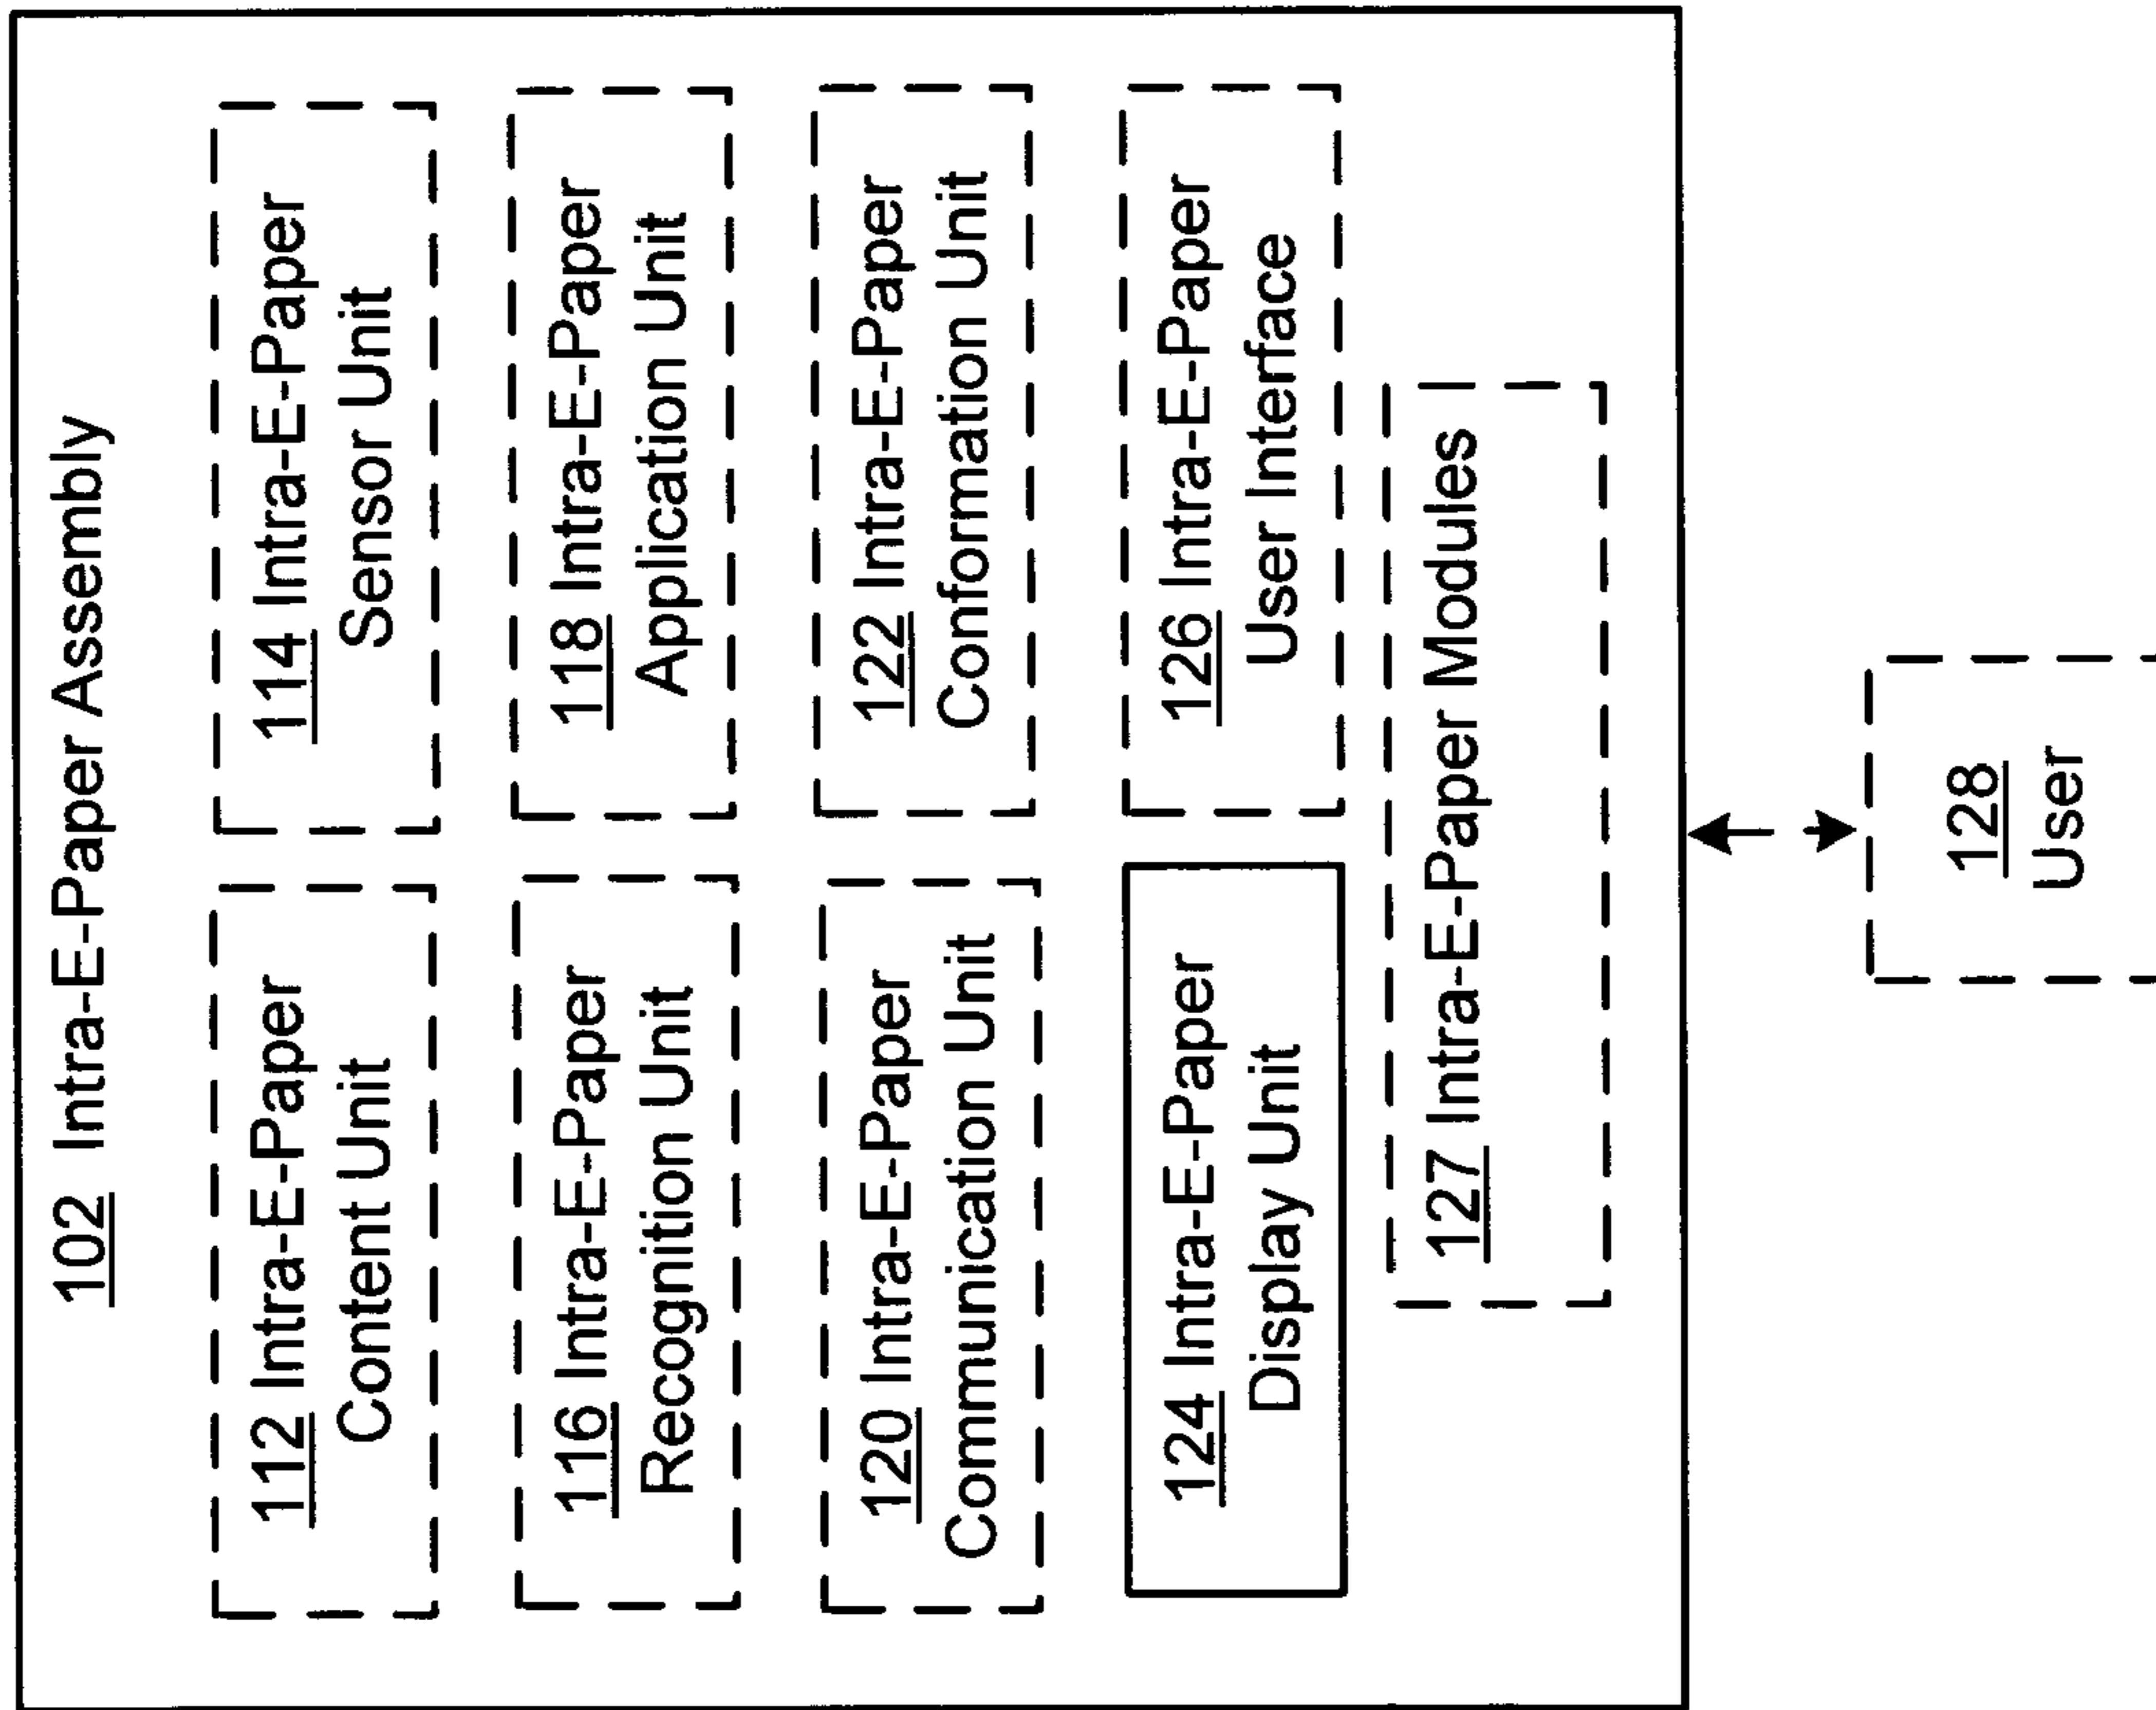 102 Intra-E-Paper Assembly
112 Intra-E-Paper
Content Unit
114 Intra-E-Paper
Sensor Unit
116 Intra-E-Paper
Recognition Unit
118 Intra-E-Paper
Application Unit
120 Intra-E-Paper
Communication Unit
122 Intra-E-Paper
Conformation Unit
124 Intra-E-Paper
Display Unit
126 Intra-E-Paper
User Interface
127 Intra-E-Paper Modules
128
User